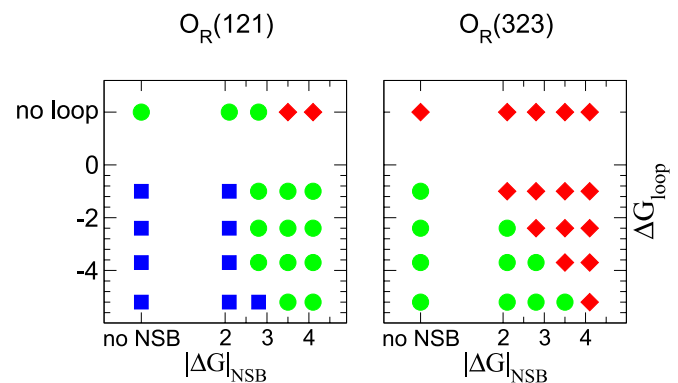 O_R(121) O_R(323)
no loop
0
-2
-4
ΔG_loop
no NSB 2 3 4 no NSB 2 3 4
|ΔG|_NSB |ΔG|_NSB